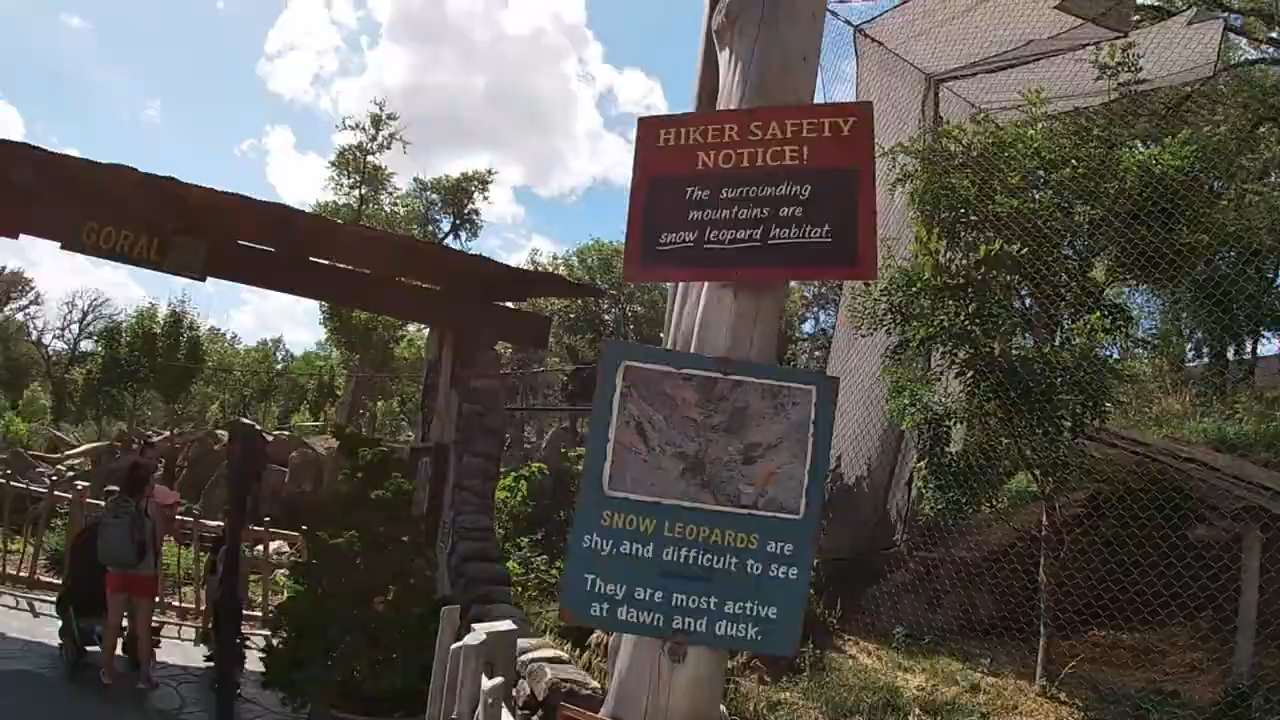 HIKER SAFETY
NOTICE!
The surrounding
mountains are
snow leopard habitat.
GORAL
SNOW LEOPARDS are
shy, and difficult to see
They are most active
at dawn and dusk.